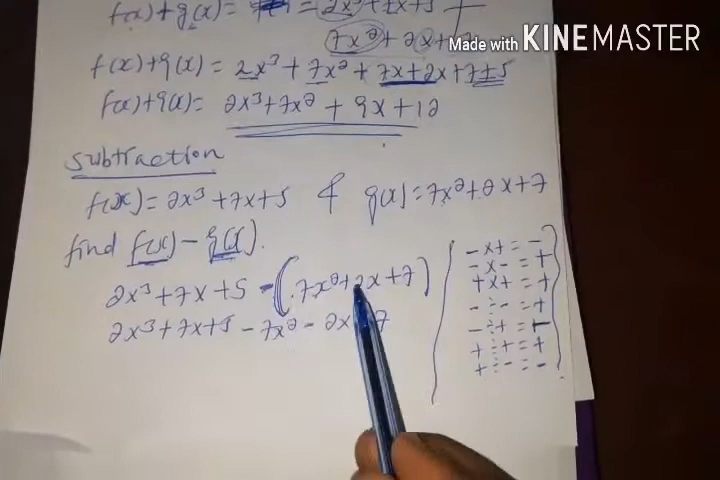 f(x)+g(x)= = 2x³+7x+5 +
7x²+2x+7
Made with KINEMASTER
f(x)+g(x)= 2x³+7x²+7x+2x+7+5
f(x)+g(x)= 2x³+7x²+9x+12
subtraction
f(x)=2x³+7x+5 & g(x)=7x²+2x+7
find f(x)-g(x).
2x³+7x+5-(7x²+2x+7)
2x³+7x+5-7x²-2x 7
-x+=-
-x-=+
+x+=+
-÷-=+
-÷+=-
+÷+=+
+÷-=-